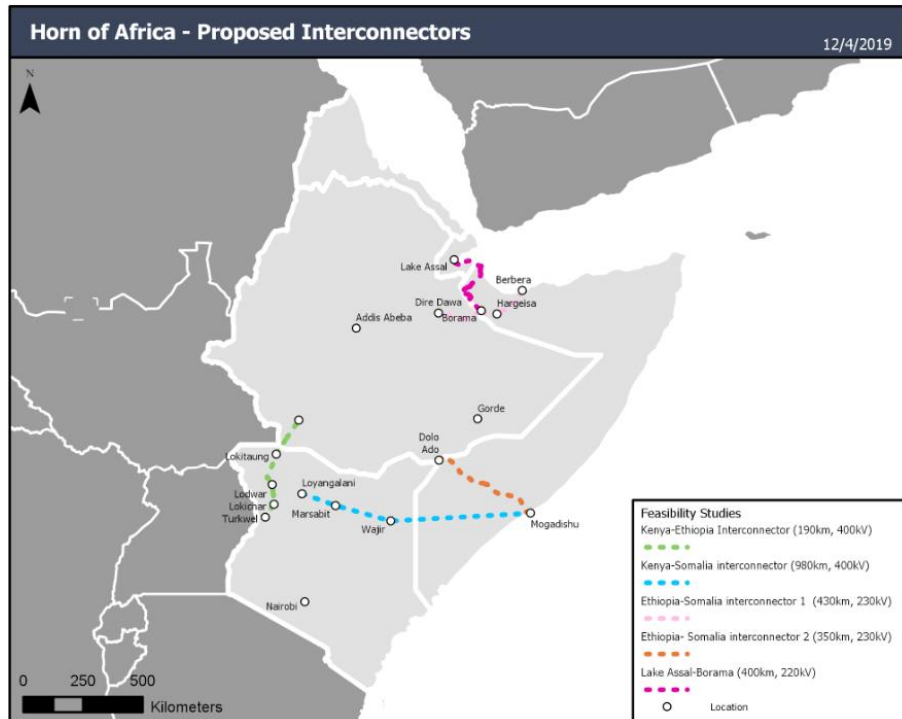 Horn of Africa - Proposed Interconnectors
12/4/2019
N
Lake Assal
Berbera
Dire Dawa
Hargeisa
Borama
Addis Abeba
Gorde
Dolo
Ado
Lokitaung
Loyangalani
Lodwar
Lokichar
Marsabit
Turkwel
Wajir
Mogadishu
Nairobi
0 250 500
Kilometers
Feasibility Studies
Kenya-Ethiopia Interconnector (190km, 400kV)
Kenya-Somalia interconnector (980km, 400kV)
Ethiopia-Somalia interconnector 1 (430km, 230kV)
Ethiopia- Somalia interconnector 2 (350km, 230kV)
Lake Assal-Borama (400km, 220kV)
Location